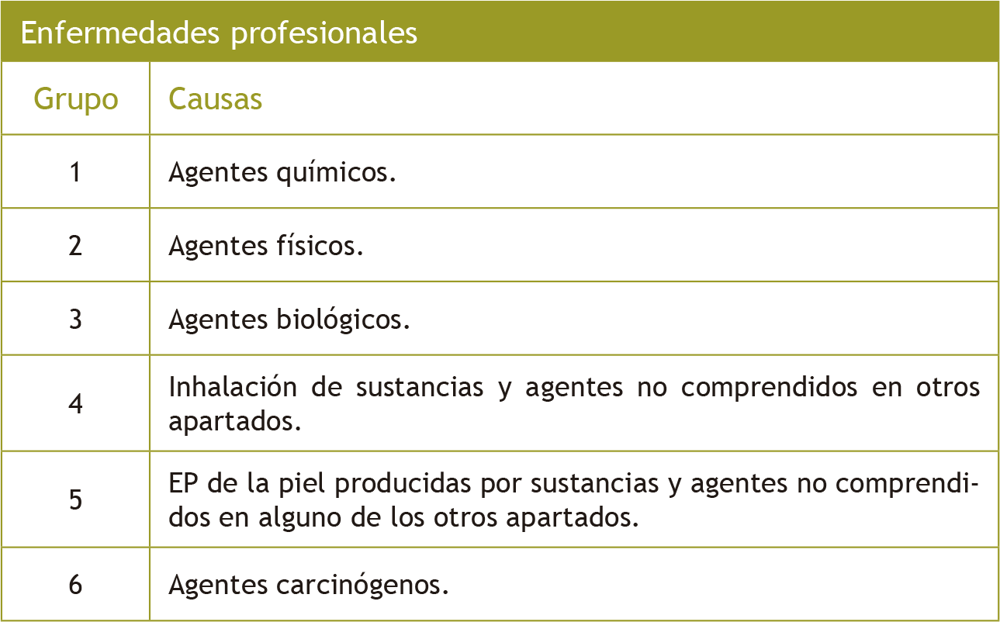 Enfermedades profesionales
Grupo Causas
1 Agentes químicos.
2 Agentes físicos.
3 Agentes biológicos.
4 Inhalación de sustancias y agentes no comprendidos en otros
apartados.
5 EP de la piel producidas por sustancias y agentes no comprendi-
dos en alguno de los otros apartados.
6 Agentes carcinógenos.